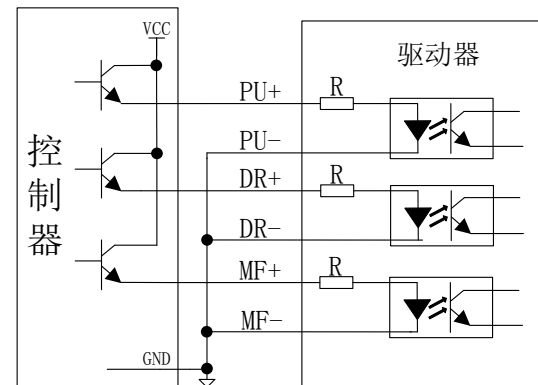 VCC
驱动器
PU+
R
PU-
控制器
DR+
R
DR-
MF+
R
MF-
GND